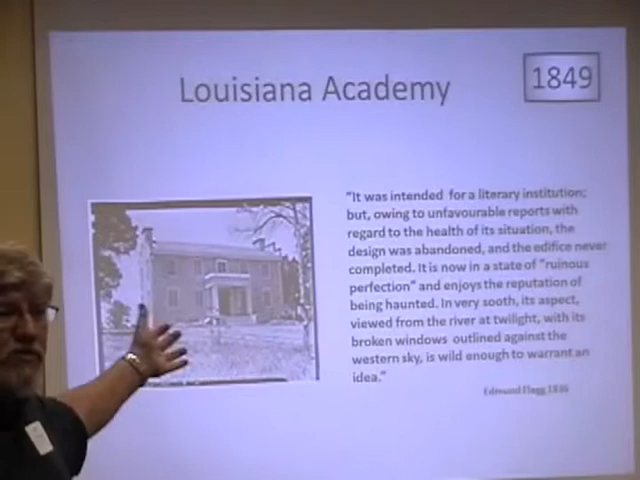 Louisiana Academy
1849
"It was intended for a literary institution;
but, owing to unfavourable reports with
regard to the health of its situation, the
design was abandoned, and the edifice never
completed. It is now in a state of "ruinous
perfection" and enjoys the reputation of
being haunted. In very sooth, its aspect,
viewed from the river at twilight, with its
broken windows outlined against the
western sky, is wild enough to warrant an
idea."
Edmund Flagg 1836